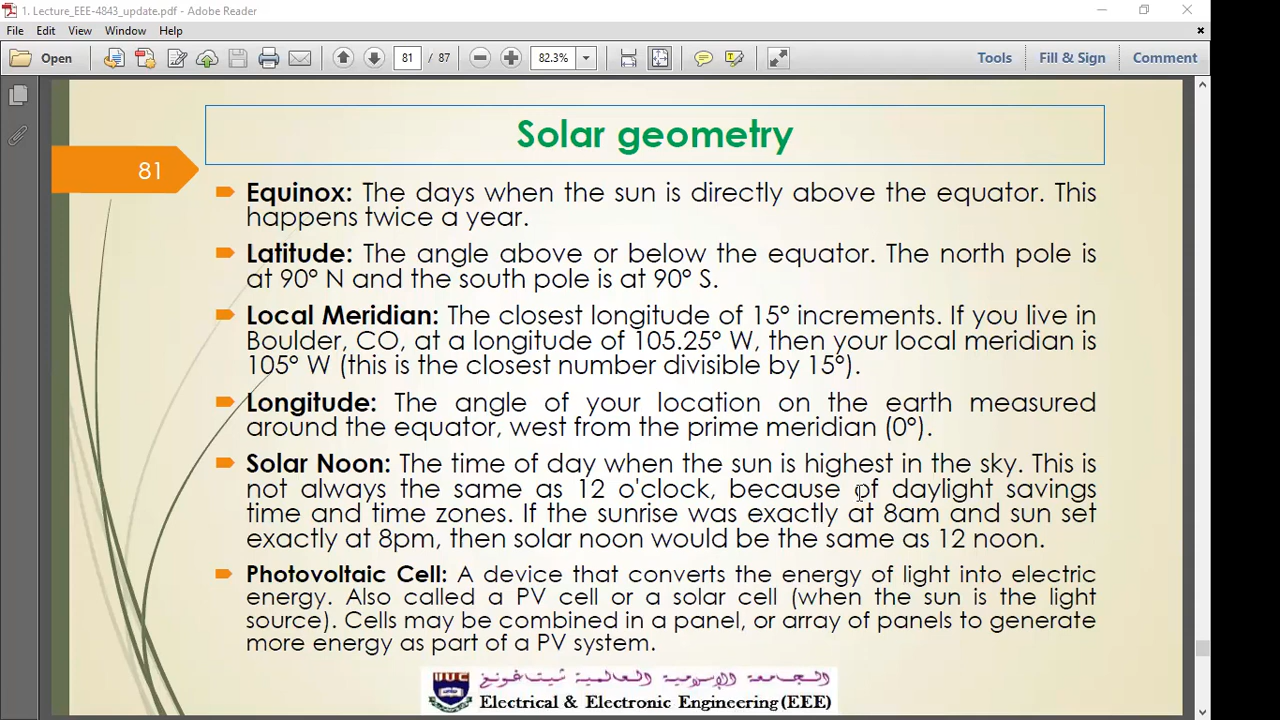 1. Lecture_EEE-4843_update.pdf - Adobe Reader
File Edit View Window Help
Open 81 / 87 82.3% Tools Fill & Sign Comment
Solar geometry
81
Equinox: The days when the sun is directly above the equator. This
happens twice a year.
Latitude: The angle above or below the equator. The north pole is
at 90° N and the south pole is at 90° S.
Local Meridian: The closest longitude of 15° increments. If you live in
Boulder, CO, at a longitude of 105.25° W, then your local meridian is
105° W (this is the closest number divisible by 15°).
Longitude: The angle of your location on the earth measured
around the equator, west from the prime meridian (0°).
Solar Noon: The time of day when the sun is highest in the sky. This is
not always the same as 12 o'clock, because of daylight savings
time and time zones. If the sunrise was exactly at 8am and sun set
exactly at 8pm, then solar noon would be the same as 12 noon.
Photovoltaic Cell: A device that converts the energy of light into electric
energy. Also called a PV cell or a solar cell (when the sun is the light
source). Cells may be combined in a panel, or array of panels to generate
more energy as part of a PV system.
الجامعة الإسلامية العالمية شيتاغونغ
IIUC
Electrical & Electronic Engineering (EEE)